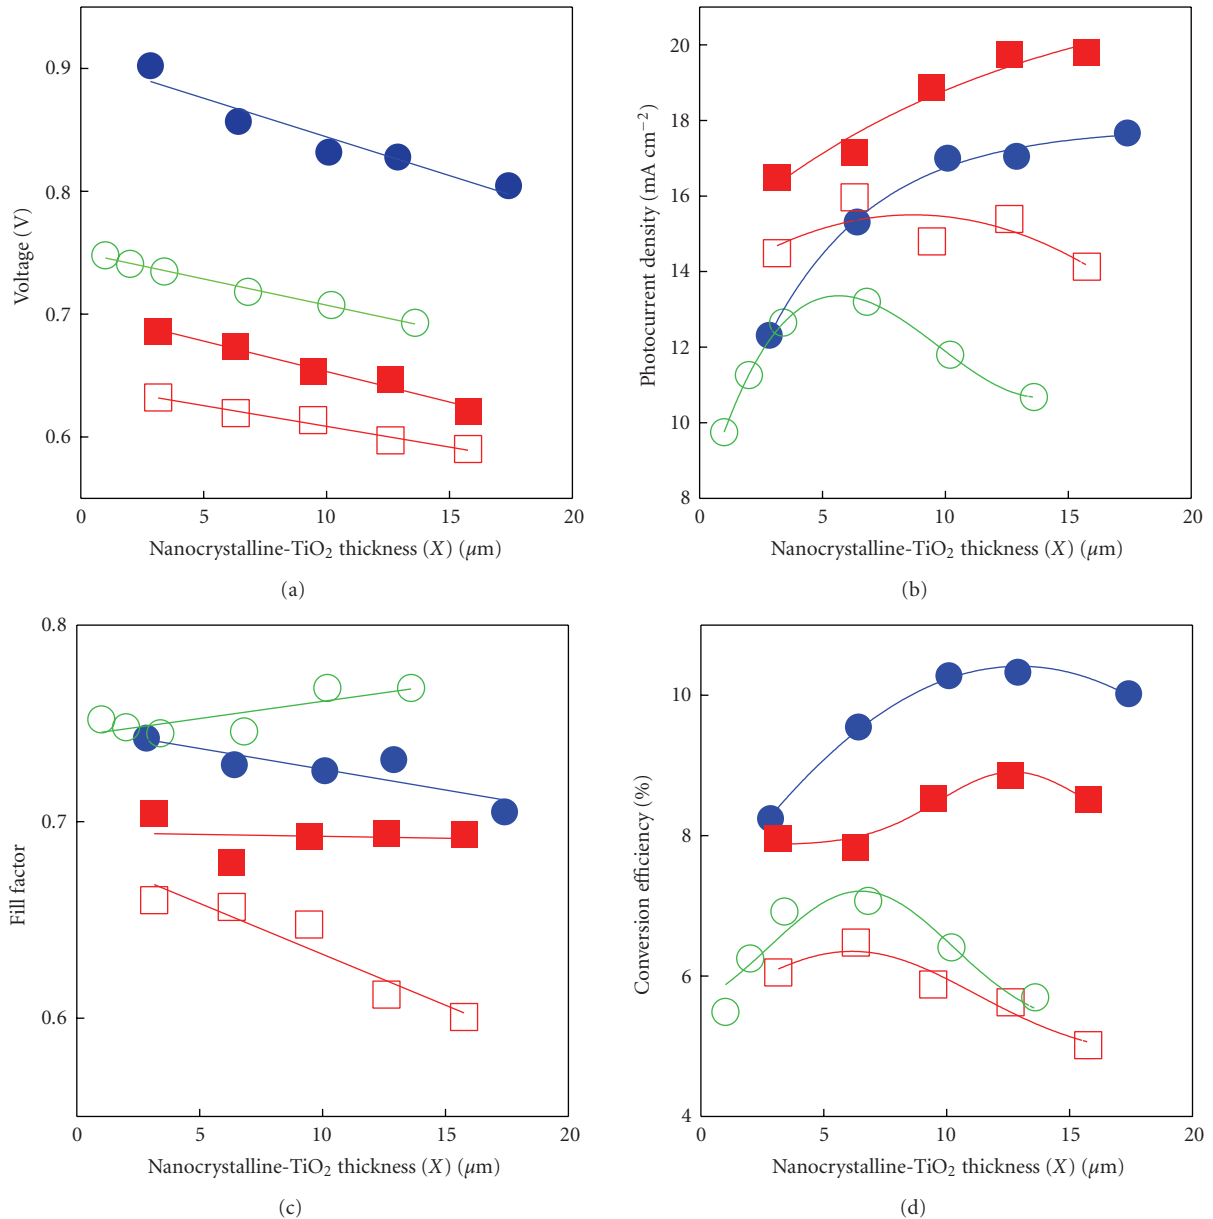 0.9
0.8
0.7
0.6
Voltage (V)
0 5 10 15 20
Nanocrystalline-TiO₂ thickness (X) (μm)
(a)
20
18
16
14
12
10
8
Photocurrent density (mA cm⁻²)
0 5 10 15 20
Nanocrystalline-TiO₂ thickness (X) (μm)
(b)
0.8
0.7
0.6
Fill factor
0 5 10 15 20
Nanocrystalline-TiO₂ thickness (X) (μm)
(c)
10
8
6
4
Conversion efficiency (%)
0 5 10 15 20
Nanocrystalline-TiO₂ thickness (X) (μm)
(d)